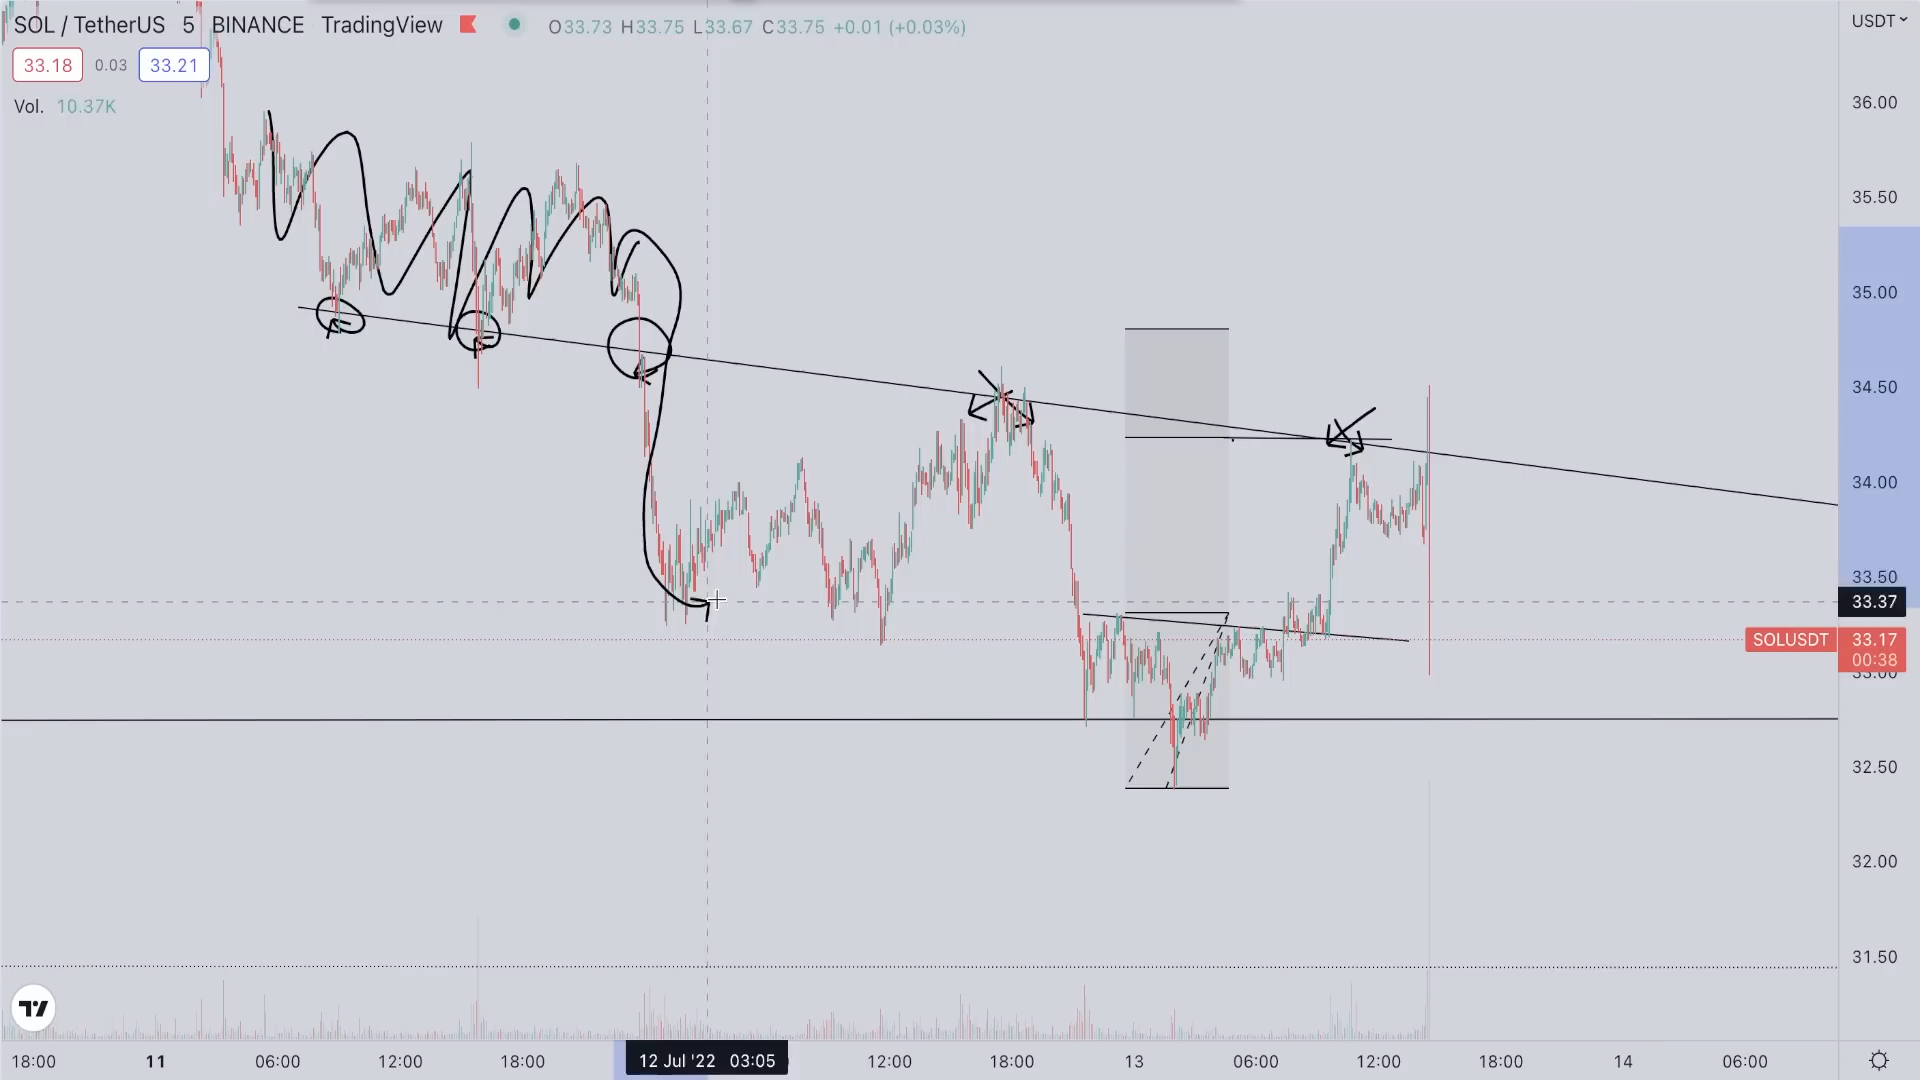 SOL / TetherUS 5 BINANCE TradingView O33.73 H33.75 L33.67 C33.75 +0.01 (+0.03%)
USDT
33.18 0.03 33.21
Vol. 10.37K
36.00
35.50
35.00
34.50
34.00
33.50
33.37
SOLUSDT 33.17
00:38
33.00
32.50
32.00
31.50
18:00 11 06:00 12:00 18:00 12 Jul '22 03:05 12:00 18:00 13 06:00 12:00 18:00 14 06:00